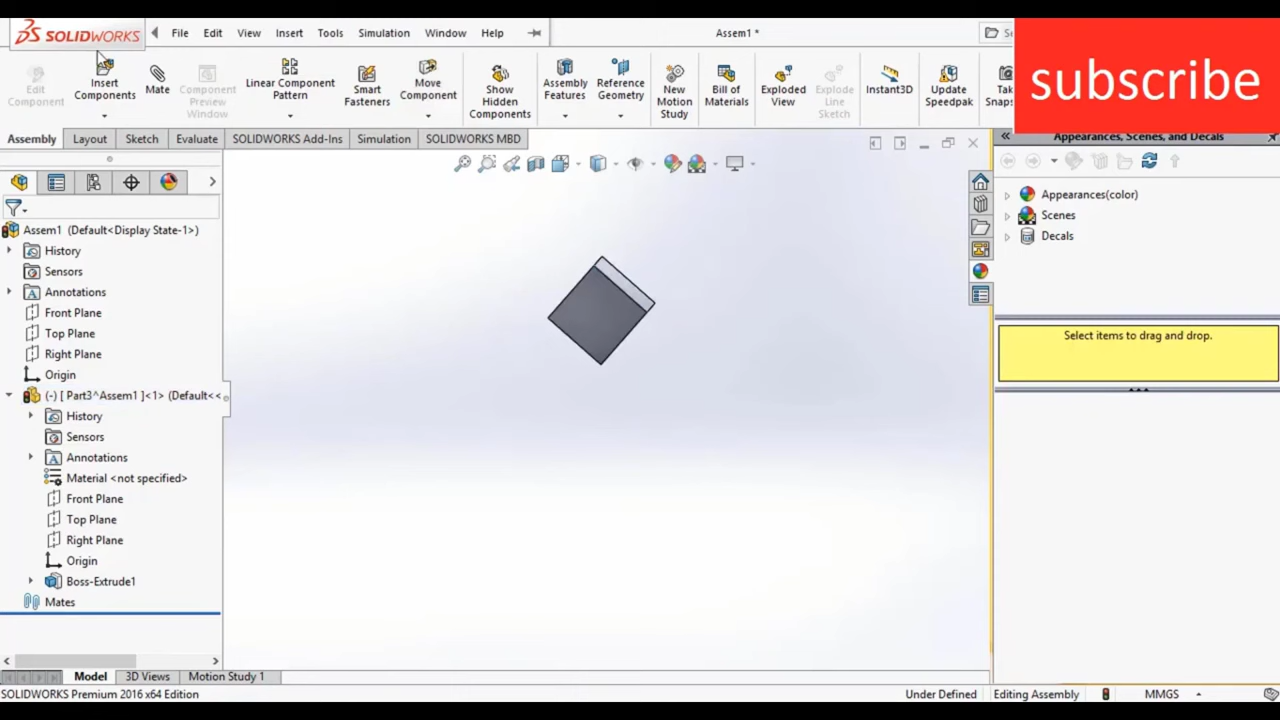 SOLIDWORKS
File Edit View Insert Tools Simulation Window Help
Assem1 *
subscribe
Edit Component
Insert Components
Mate
Component Preview Window
Linear Component Pattern
Smart Fasteners
Move Component
Show Hidden Components
Assembly Features
Reference Geometry
New Motion Study
Bill of Materials
Exploded View
Explode Line Sketch
Instant3D
Update Speedpak
Assembly Layout Sketch Evaluate SOLIDWORKS Add-Ins Simulation SOLIDWORKS MBD
Appearances, Scenes, and Decals
Assem1 (Default<Display State-1>)
History
Sensors
Annotations
Front Plane
Top Plane
Right Plane
Origin
(-) [ Part3^Assem1 ]<1> (Default<<
History
Sensors
Annotations
Material <not specified>
Front Plane
Top Plane
Right Plane
Origin
Boss-Extrude1
Mates
Appearances(color)
Scenes
Decals
Select items to drag and drop.
Model 3D Views Motion Study 1
SOLIDWORKS Premium 2016 x64 Edition
Under Defined Editing Assembly MMGS